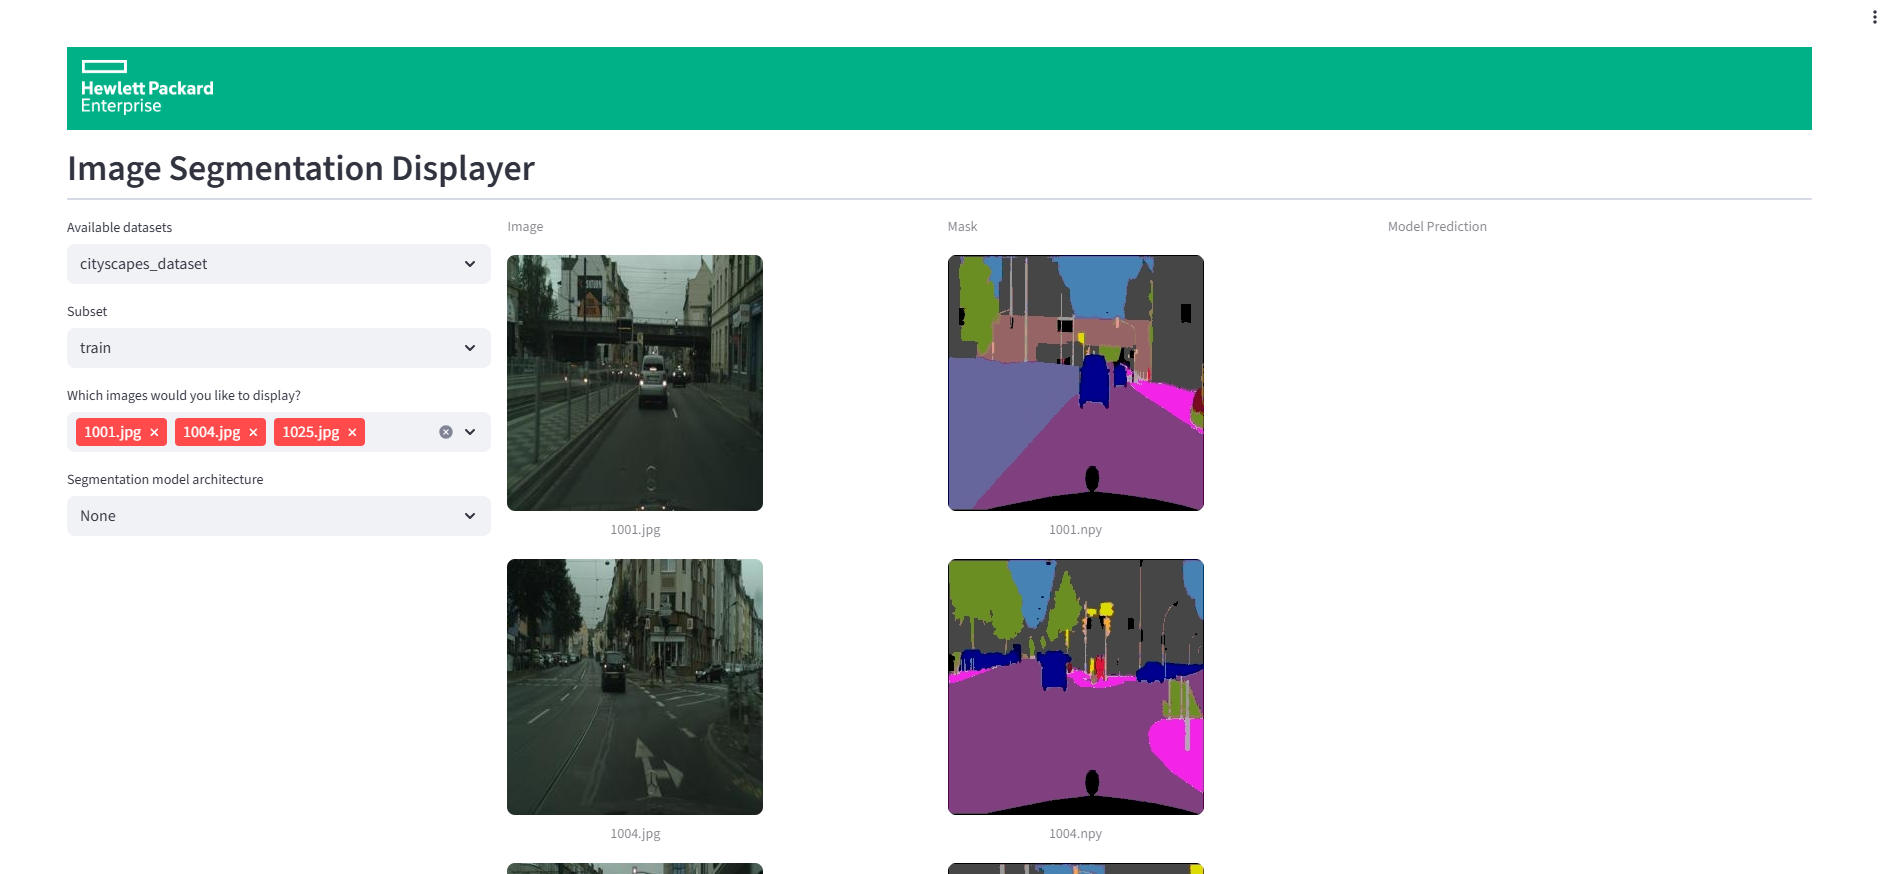 Hewlett Packard
Enterprise
Image Segmentation Displayer
Available datasets
cityscapes_dataset
Subset
train
Which images would you like to display?
1001.jpg × 1004.jpg × 1025.jpg ×
Segmentation model architecture
None
Image
SATURN
1001.jpg
1004.jpg
Mask
1001.npy
1004.npy
Model Prediction